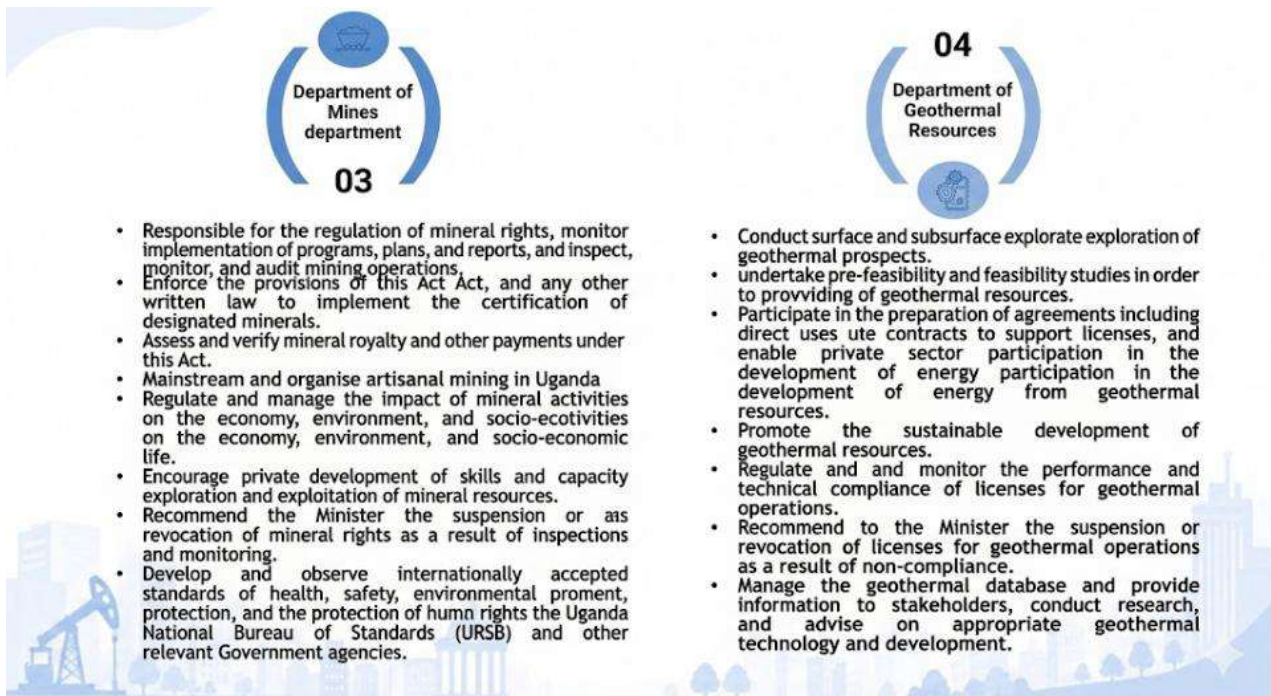 Department of
Mines
department
03
• Responsible for the regulation of mineral rights, monitor
implementation of programs, plans, and reports, and inspect,
monitor, and audit mining operations,
• Enforce the provisions of this Act Act, and any other
written law to implement the certification of
designated minerals.
• Assess and verify mineral royalty and other payments under
this Act.
• Mainstream and organise artisanal mining in Uganda
• Regulate and manage the impact of mineral activities
on the economy, environment, and socio-ecotivities
on the economy, environment, and socio-economic
life.
• Encourage private development of skills and capacity
exploration and exploitation of mineral resources.
• Recommend the Minister the suspension or as
revocation of mineral rights as a result of inspections
and monitoring.
• Develop and observe internationally accepted
standards of health, safety, environmental proment,
protection, and the protection of humn rights the Uganda
National Bureau of Standards (URSB) and other
relevant Government agencies.
04
Department of
Geothermal
Resources
• Conduct surface and subsurface explorate exploration of
geothermal prospects.
• undertake pre-feasibility and feasibility studies in order
to provviding of geothermal resources.
• Participate in the preparation of agreements including
direct uses ute contracts to support licenses, and
enable private sector participation in the
development of energy participation in the
development of energy from geothermal
resources.
• Promote the sustainable development of
geothermal resources.
• Regulate and and monitor the performance and
technical compliance of licenses for geothermal
operations.
• Recommend to the Minister the suspension or
revocation of licenses for geothermal operations
as a result of non-compliance.
• Manage the geothermal database and provide
information to stakeholders, conduct research,
and advise on appropriate geothermal
technology and development.